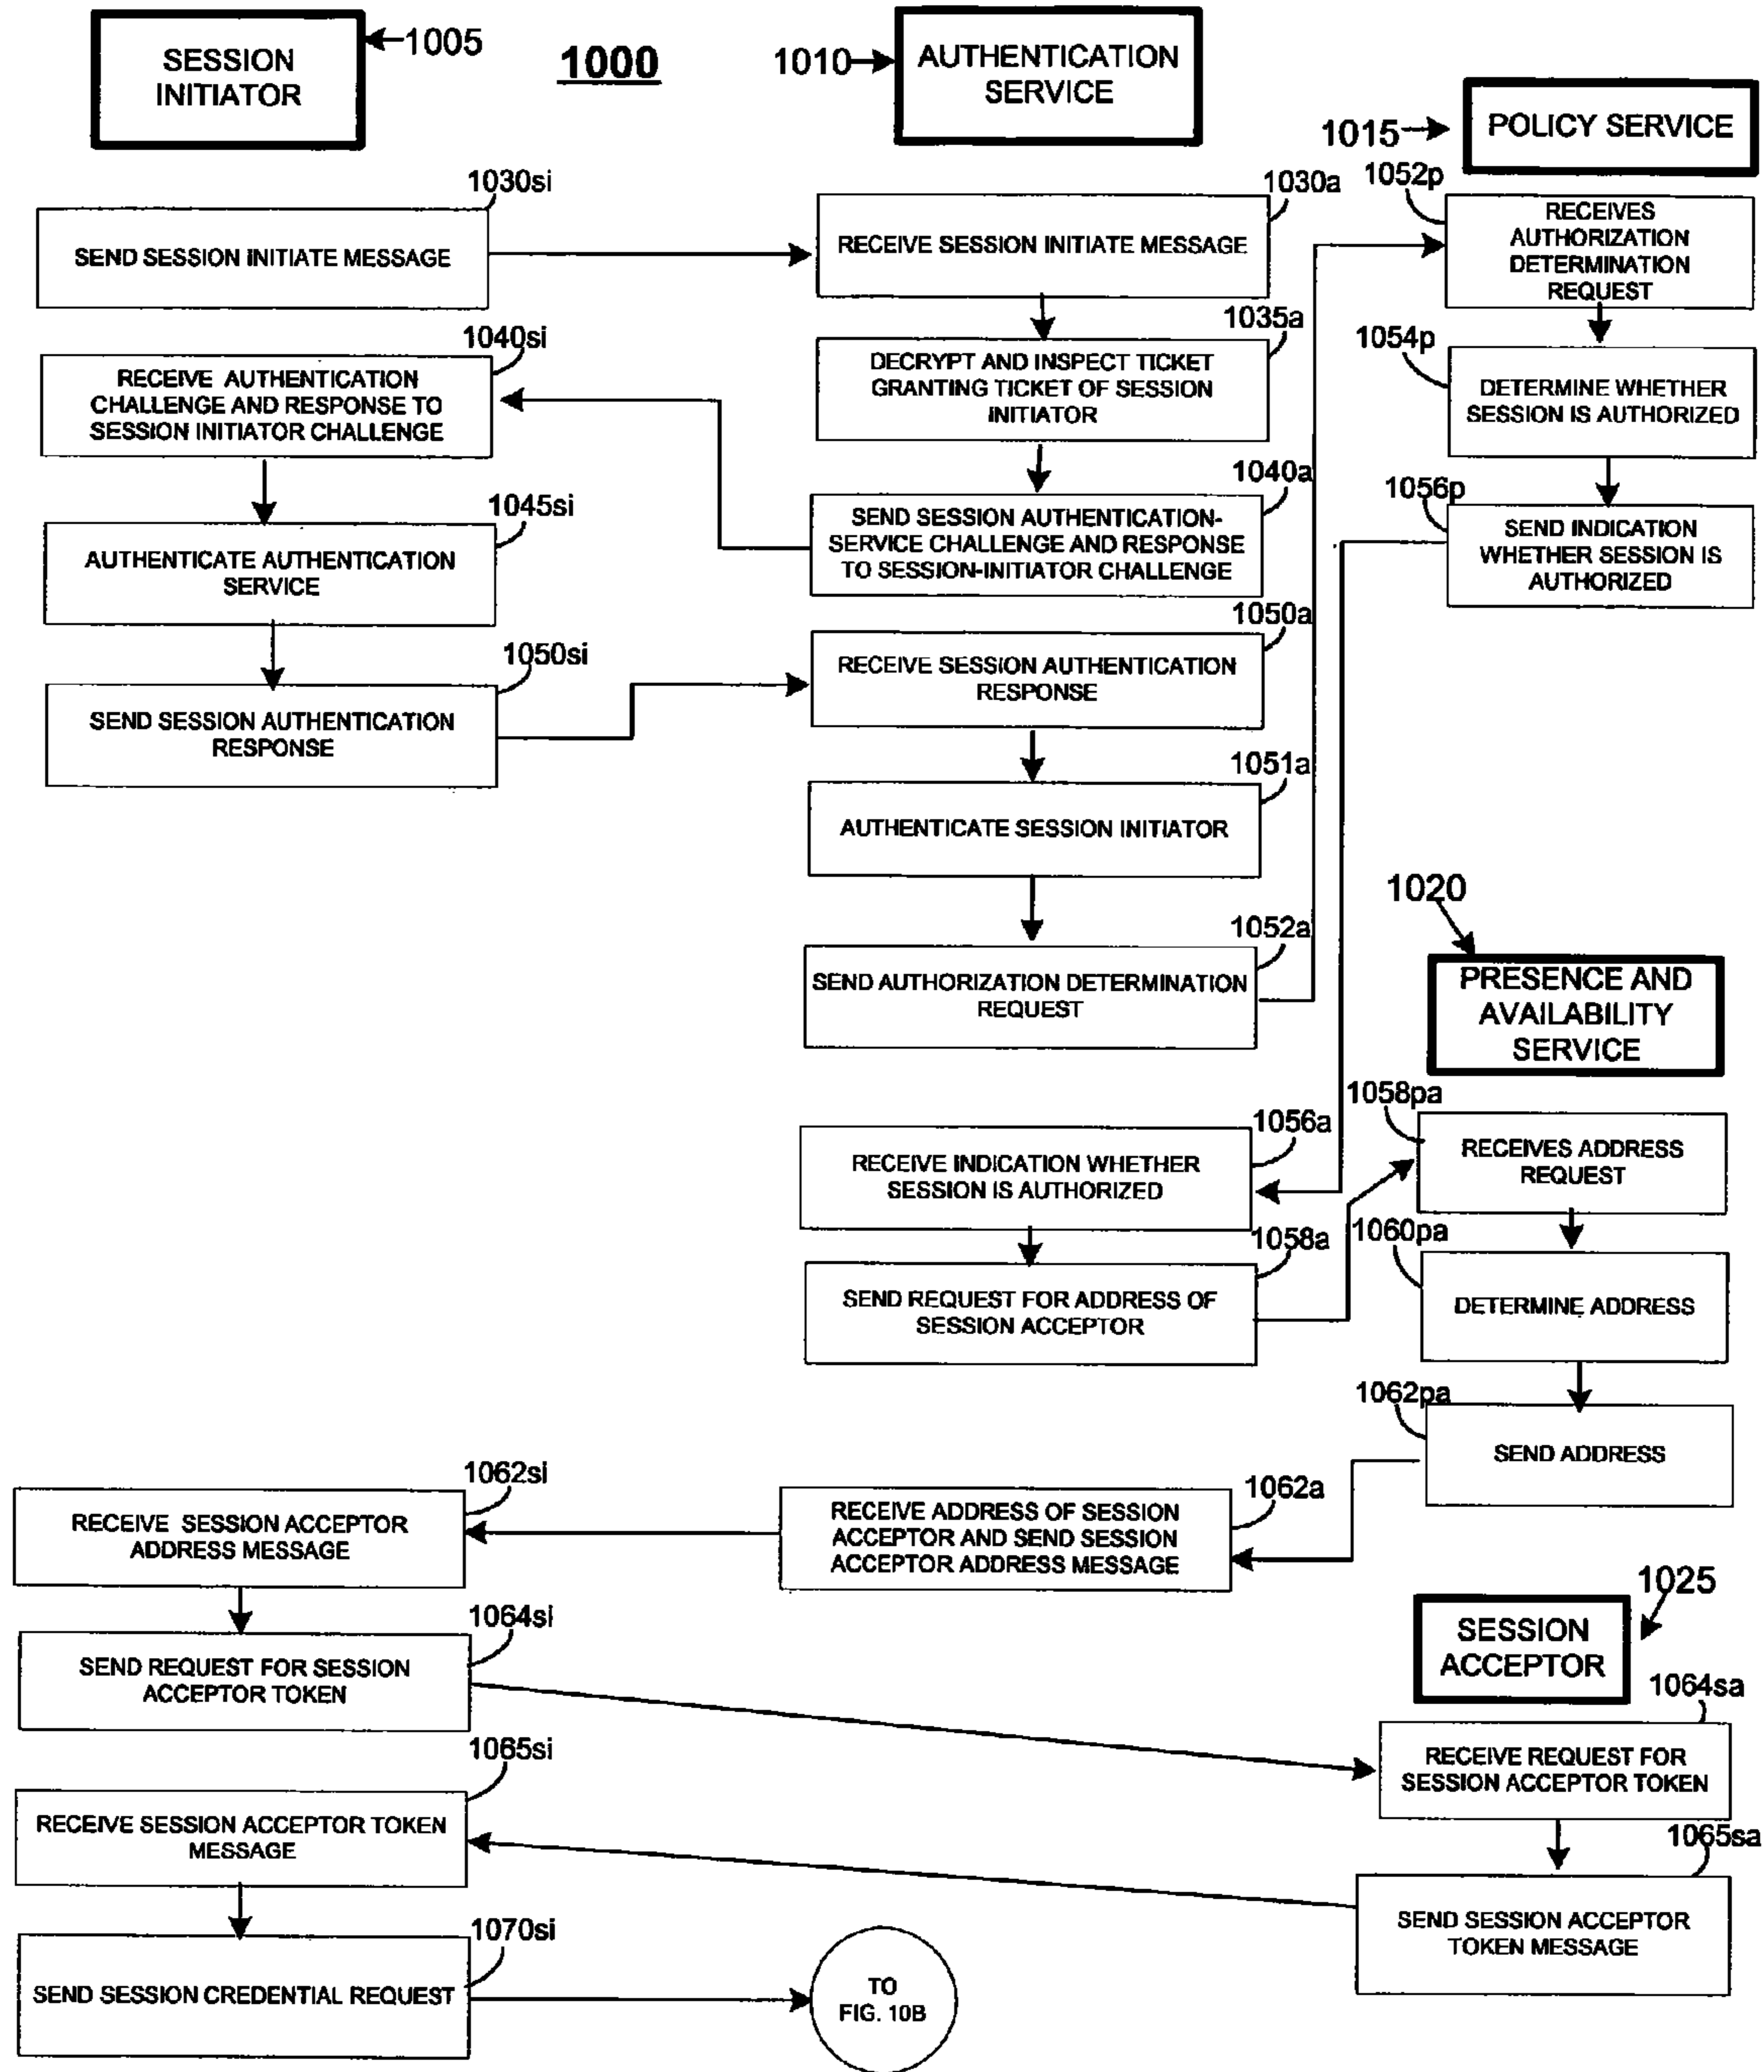 SESSION
INITIATOR
1005
1000
1010
AUTHENTICATION
SERVICE
1015
POLICY SERVICE
1030si
SEND SESSION INITIATE MESSAGE
1030a
RECEIVE SESSION INITIATE MESSAGE
1052p
RECEIVES
AUTHORIZATION
DETERMINATION
REQUEST
1035a
DECRYPT AND INSPECT TICKET
GRANTING TICKET OF SESSION
INITIATOR
1040si
RECEIVE AUTHENTICATION
CHALLENGE AND RESPONSE TO
SESSION INITIATOR CHALLENGE
1054p
DETERMINE WHETHER
SESSION IS AUTHORIZED
1040a
SEND SESSION AUTHENTICATION-
SERVICE CHALLENGE AND RESPONSE
TO SESSION-INITIATOR CHALLENGE
1056p
SEND INDICATION
WHETHER SESSION IS
AUTHORIZED
1045si
AUTHENTICATE AUTHENTICATION
SERVICE
1050a
RECEIVE SESSION AUTHENTICATION
RESPONSE
1050si
SEND SESSION AUTHENTICATION
RESPONSE
1051a
AUTHENTICATE SESSION INITIATOR
1052a
SEND AUTHORIZATION DETERMINATION
REQUEST
1020
PRESENCE AND
AVAILABILITY
SERVICE
1058pa
RECEIVES ADDRESS
REQUEST
1056a
RECEIVE INDICATION WHETHER
SESSION IS AUTHORIZED
1058a
SEND REQUEST FOR ADDRESS OF
SESSION ACCEPTOR
1060pa
DETERMINE ADDRESS
1062pa
SEND ADDRESS
1062si
RECEIVE SESSION ACCEPTOR
ADDRESS MESSAGE
1062a
RECEIVE ADDRESS OF SESSION
ACCEPTOR AND SEND SESSION
ACCEPTOR ADDRESS MESSAGE
1025
SESSION
ACCEPTOR
1064si
SEND REQUEST FOR SESSION
ACCEPTOR TOKEN
1064sa
RECEIVE REQUEST FOR
SESSION ACCEPTOR TOKEN
1065si
RECEIVE SESSION ACCEPTOR TOKEN
MESSAGE
1065sa
SEND SESSION ACCEPTOR
TOKEN MESSAGE
1070si
SEND SESSION CREDENTIAL REQUEST
TO
FIG. 10B